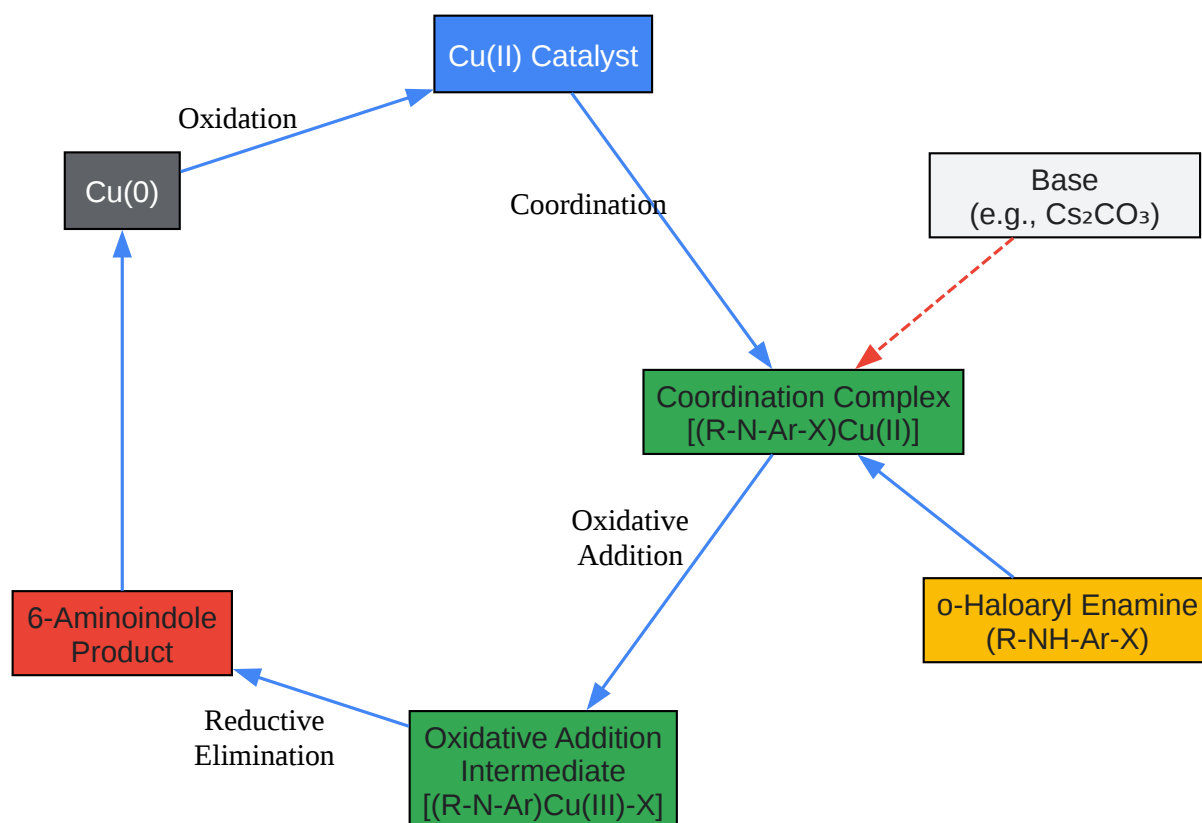 Cu(II) Catalyst
Oxidation
Cu(0)
Base
(e.g., Cs₂CO₃)
Coordination
Coordination Complex
[(R-N-Ar-X)Cu(II)]
Oxidative
Addition
o-Haloaryl Enamine
(R-NH-Ar-X)
6-Aminoindole
Product
Reductive
Elimination
Oxidative Addition
Intermediate
[(R-N-Ar)Cu(III)-X]